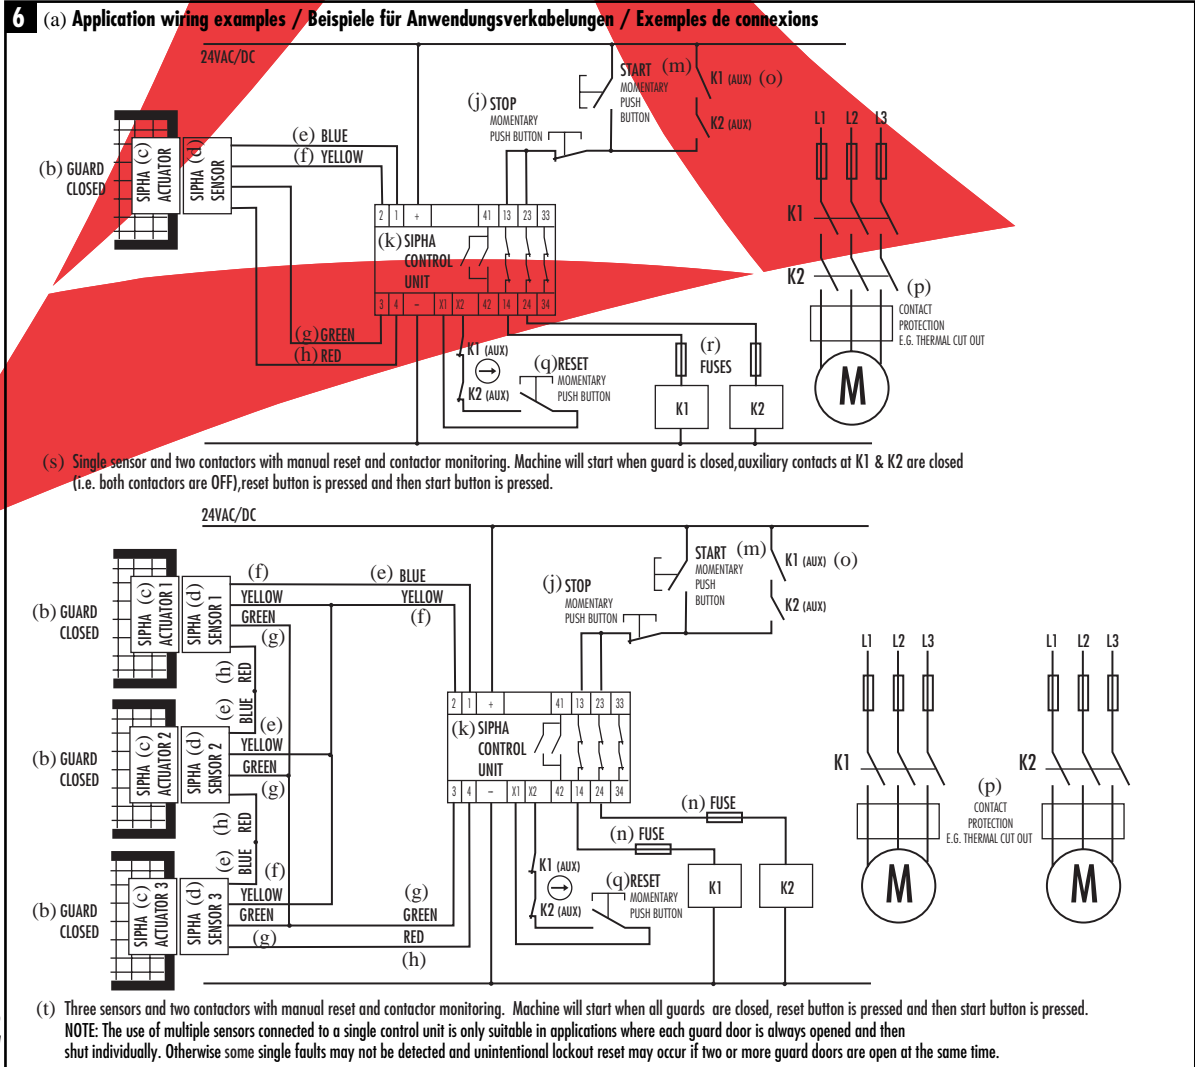 6 (a) Application wiring examples / Beispiele für Anwendungsverkabelungen / Exemples de connexions
24VAC/DC
START (m)
MOMENTARY
PUSH
BUTTON
K1 (AUX) (o)
K2 (AUX)
(j) STOP
MOMENTARY
PUSH BUTTON
L1 L2 L3
(e) BLUE
(f) YELLOW
(b) GUARD
CLOSED
SIPHA (c)
ACTUATOR
SIPHA (d)
SENSOR
2 1 + 41 13 23 33
(k) SIPHA
CONTROL
UNIT
3 4 – X1 X2 42 14 24 34
K1
K2
(p)
CONTACT
PROTECTION
E.G. THERMAL CUT OUT
M
(g) GREEN
(h) RED
K1 (AUX)
K2 (AUX)
(q) RESET
MOMENTARY
PUSH BUTTON
(r)
FUSES
K1
K2
(s) Single sensor and two contactors with manual reset and contactor monitoring. Machine will start when guard is closed,auxiliary contacts at K1 & K2 are closed
(i.e. both contactors are OFF),reset button is pressed and then start button is pressed.
24VAC/DC
START (m)
MOMENTARY
PUSH
BUTTON
K1 (AUX) (o)
K2 (AUX)
(j) STOP
MOMENTARY
PUSH BUTTON
(f)
(e) BLUE
YELLOW
YELLOW
(f)
GREEN
(g)
(b) GUARD
CLOSED
SIPHA (c)
ACTUATOR 1
SIPHA (d)
SENSOR 1
(h) RED
(e) BLUE
(e)
YELLOW
GREEN
(g)
(b) GUARD
CLOSED
SIPHA (c)
ACTUATOR 2
SIPHA (d)
SENSOR 2
(h) RED
(e) BLUE
(f)
YELLOW
GREEN
(g)
(b) GUARD
CLOSED
SIPHA (c)
ACTUATOR 3
SIPHA (d)
SENSOR 3
(g)
GREEN
RED
(h)
2 1 + 41 13 23 33
(k) SIPHA
CONTROL
UNIT
3 4 – X1 X2 42 14 24 34
(n) FUSE
(n) FUSE
K1 (AUX)
K2 (AUX)
(q) RESET
MOMENTARY
PUSH BUTTON
K1
K2
L1 L2 L3
K1
M
L1 L2 L3
K2
(p)
CONTACT
PROTECTION
E.G. THERMAL CUT OUT
M
(t) Three sensors and two contactors with manual reset and contactor monitoring. Machine will start when all guards are closed, reset button is pressed and then start button is pressed.
NOTE: The use of multiple sensors connected to a single control unit is only suitable in applications where each guard door is always opened and then
shut individually. Otherwise some single faults may not be detected and unintentional lockout reset may occur if two or more guard doors are open at the same time.